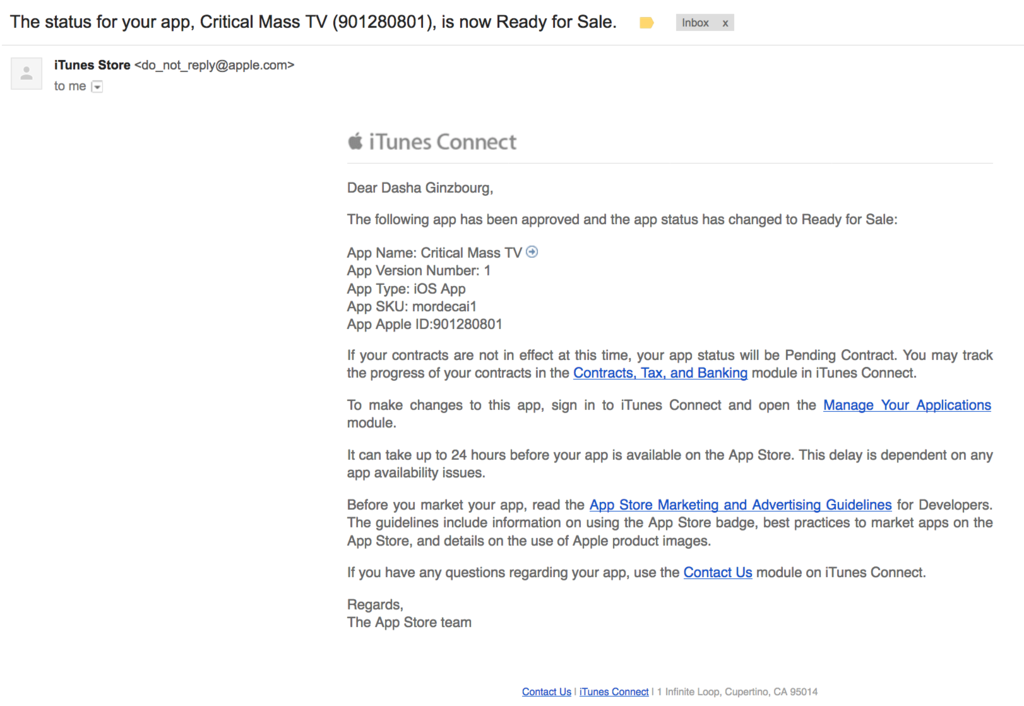 The status for your app, Critical Mass TV (901280801), is now Ready for Sale.
Inbox x
iTunes Store <do_not_reply@apple.com>
to me
iTunes Connect
Dear Dasha Ginzbourg,
The following app has been approved and the app status has changed to Ready for Sale:
App Name: Critical Mass TV
App Version Number: 1
App Type: iOS App
App SKU: mordecai1
App Apple ID:901280801
If your contracts are not in effect at this time, your app status will be Pending Contract. You may track
the progress of your contracts in the Contracts, Tax, and Banking module in iTunes Connect.
To make changes to this app, sign in to iTunes Connect and open the Manage Your Applications
module.
It can take up to 24 hours before your app is available on the App Store. This delay is dependent on any
app availability issues.
Before you market your app, read the App Store Marketing and Advertising Guidelines for Developers.
The guidelines include information on using the App Store badge, best practices to market apps on the
App Store, and details on the use of Apple product images.
If you have any questions regarding your app, use the Contact Us module on iTunes Connect.
Regards,
The App Store team
Contact Us | iTunes Connect | 1 Infinite Loop, Cupertino, CA 95014